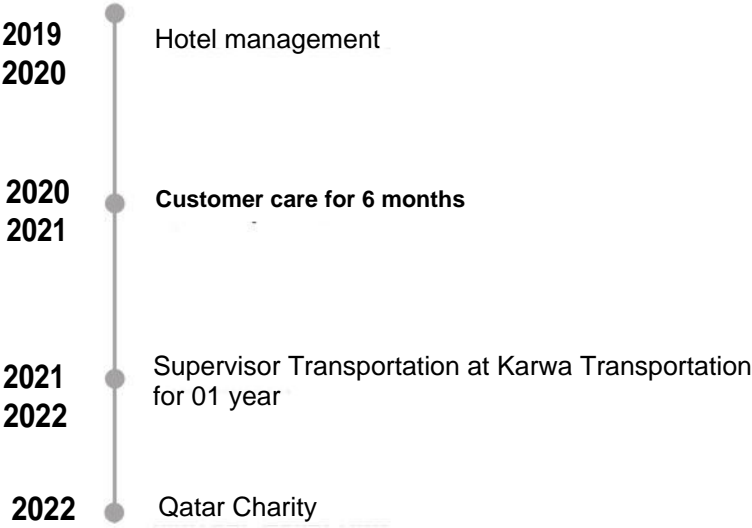 2019
Hotel management
2020
2020
Customer care for 6 months
2021
Supervisor Transportation at Karwa Transportation
2021
for 01 year
2022
2022
Qatar Charity